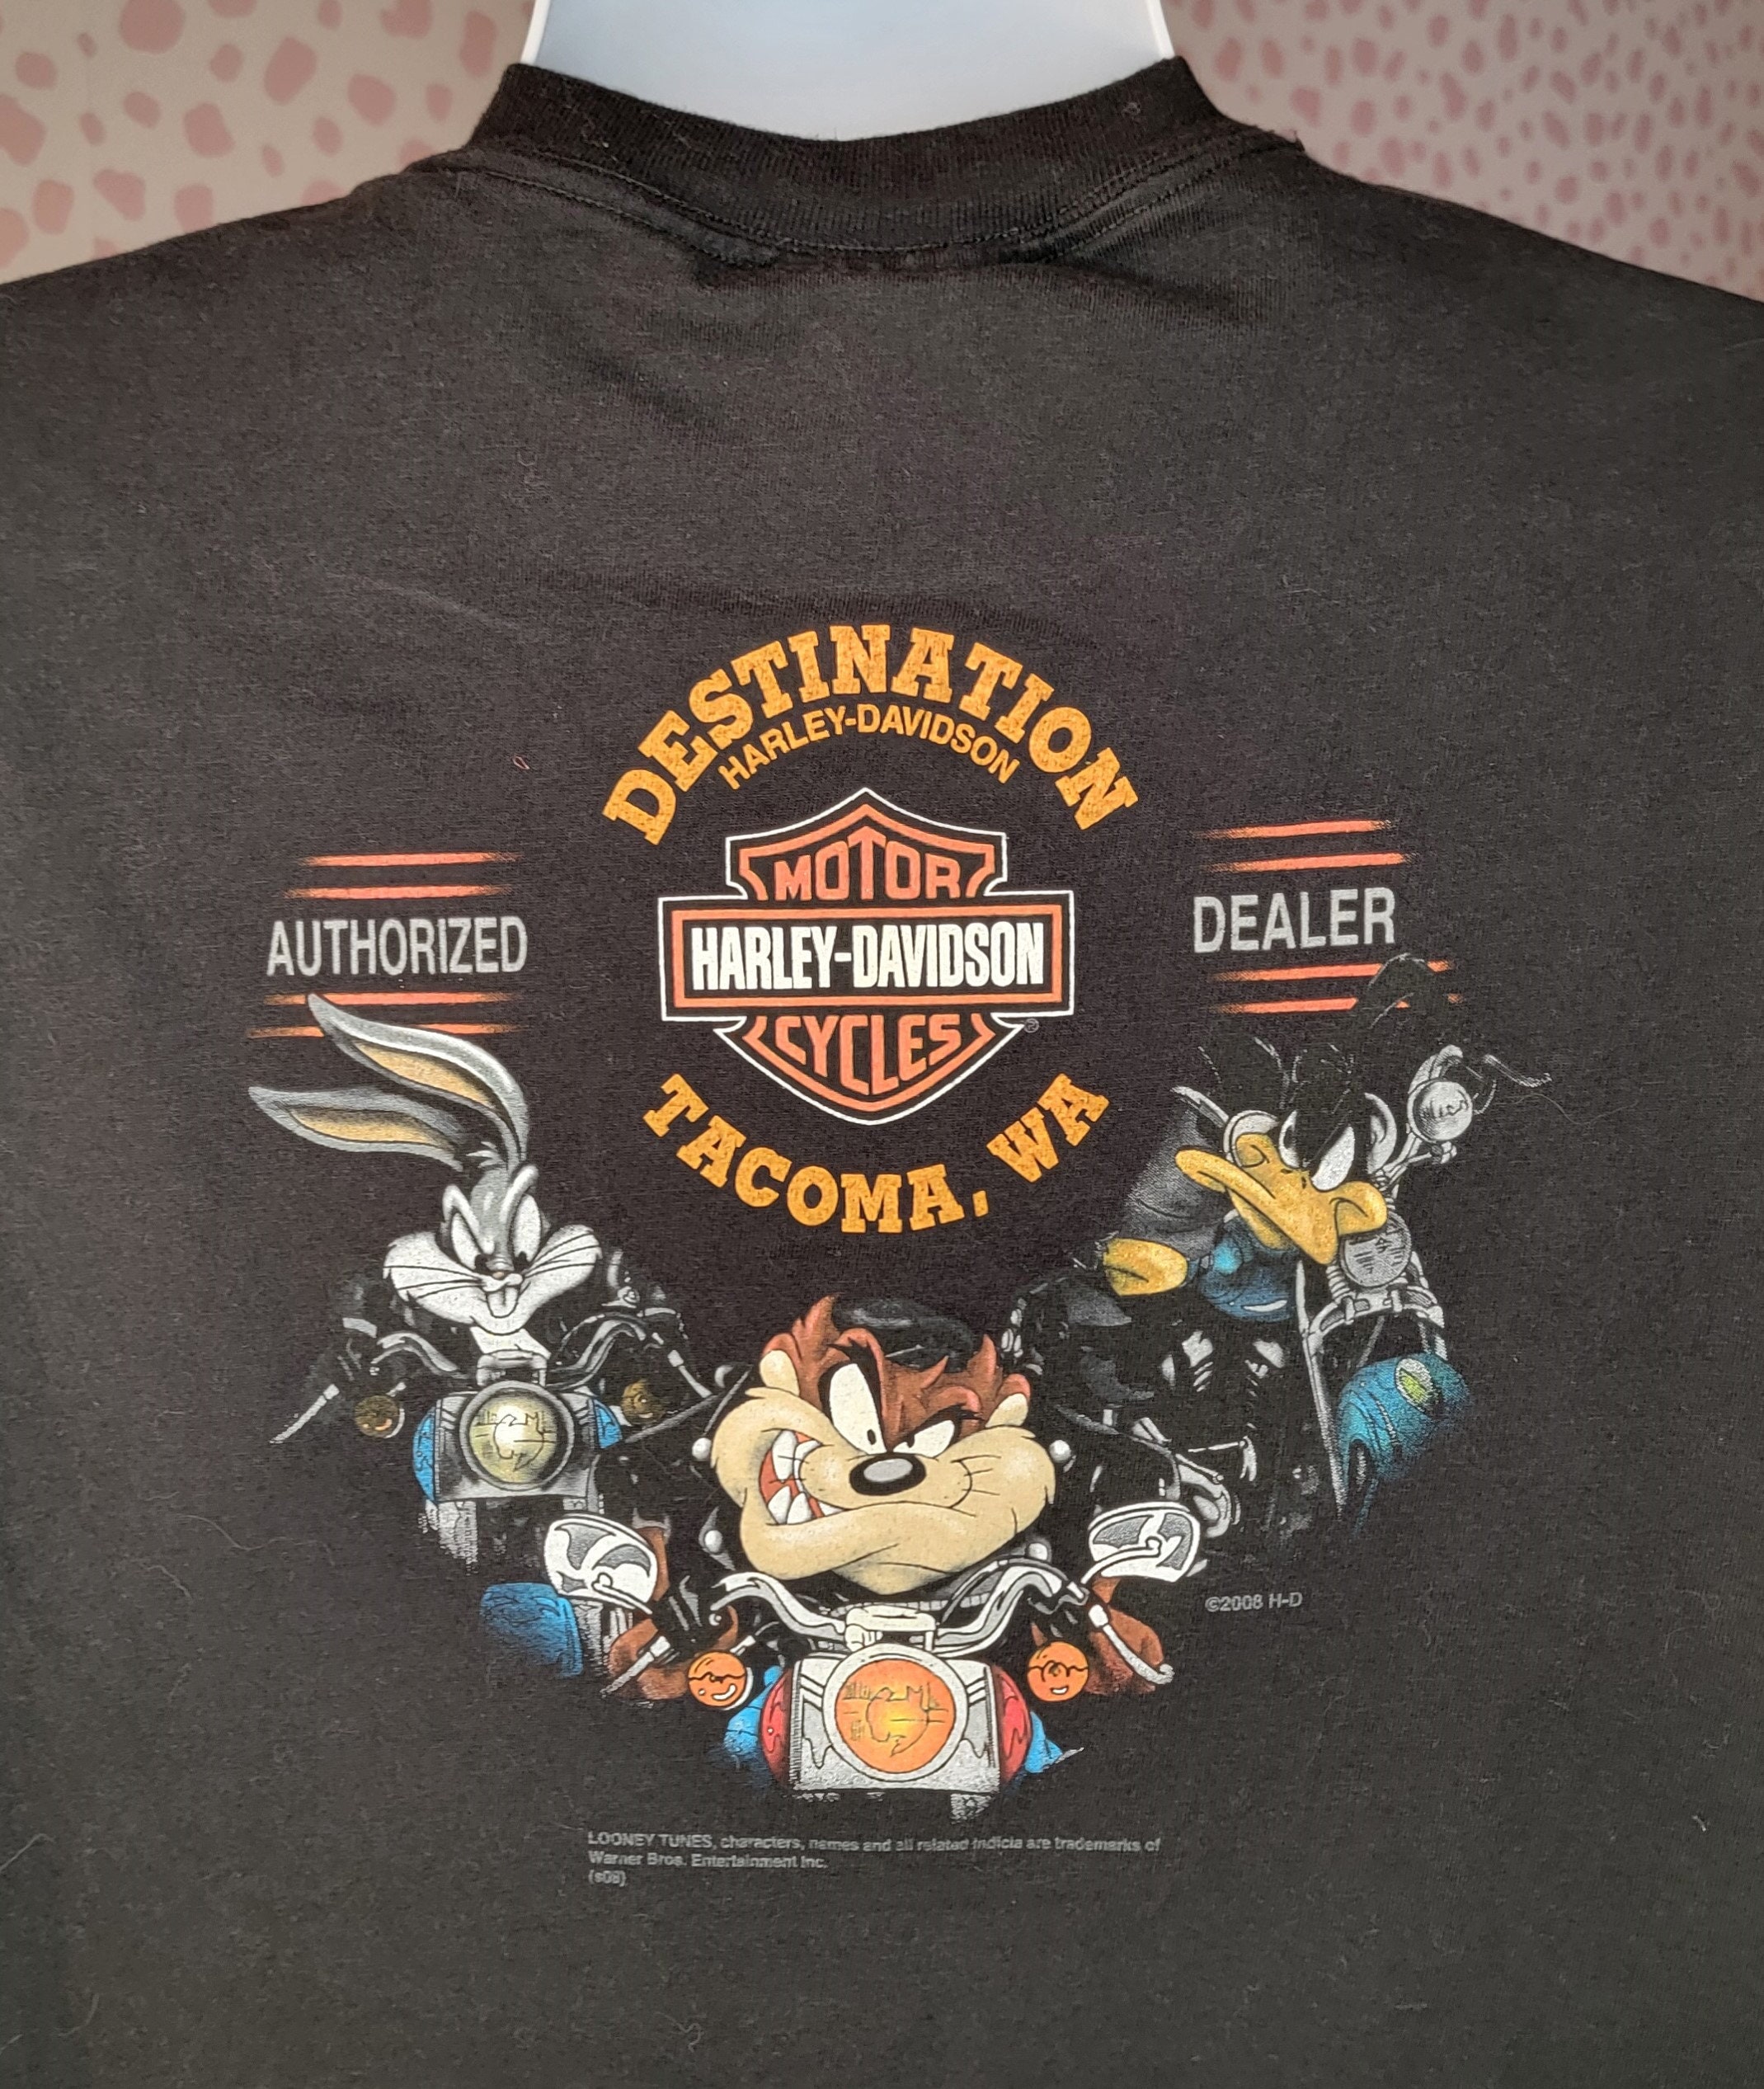 DESTINATION
HARLEY-DAVIDSON
MOTOR
AUTHORIZED
HARLEY-DAVIDSON
DEALER
CYCLES
®
TACOMA, WA
©2008 H-D
LOONEY TUNES, characters, names and all related indicia are trademarks of
Warner Bros. Entertainment Inc.
(s08)